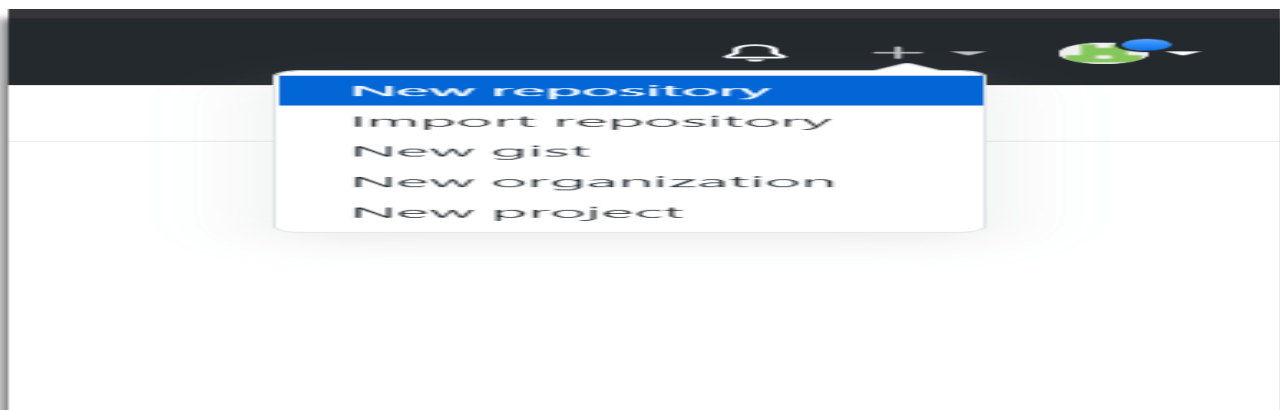 New repository
Import repository
New gist
New organization
New project